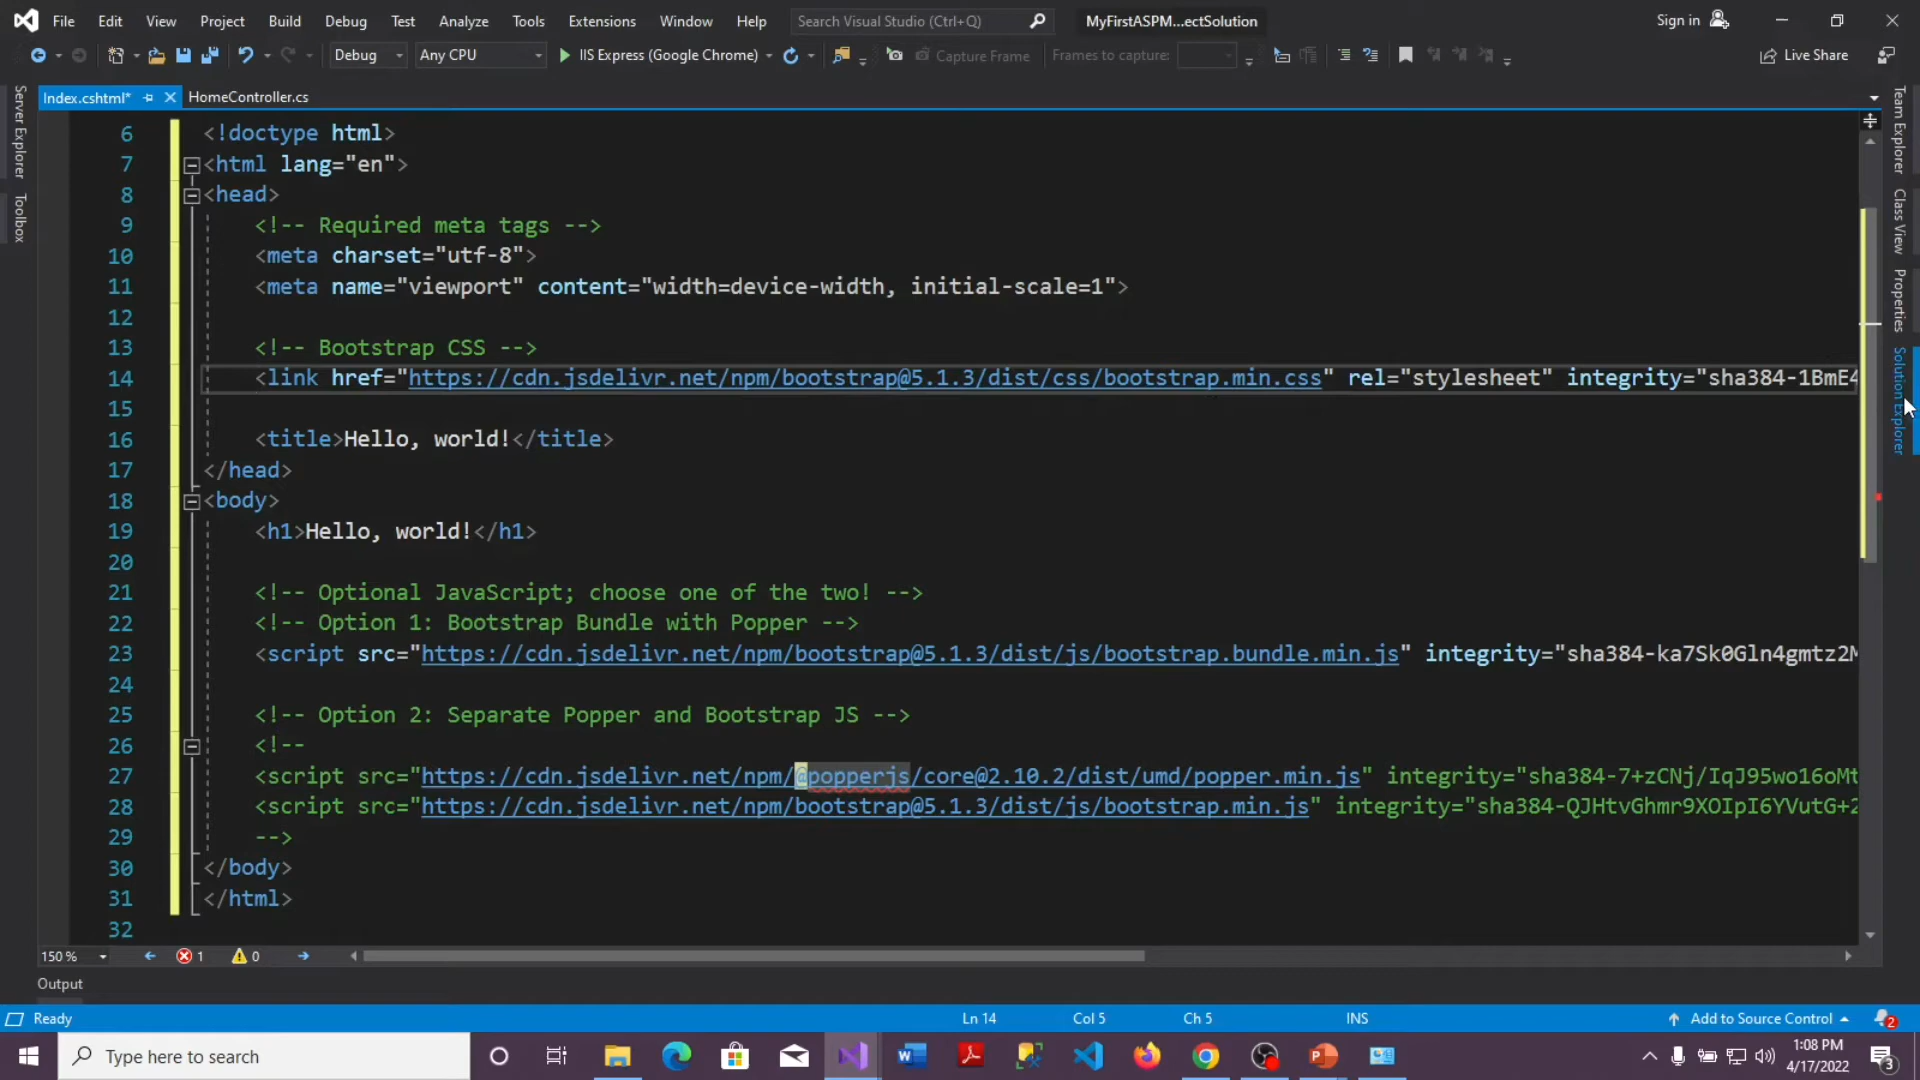 File Edit View Project Build Debug Test Analyze Tools Extensions Window Help Search Visual Studio (Ctrl+Q) MyFirstASPM...ectSolution Sign in
Debug Any CPU IIS Express (Google Chrome) Capture Frame Frames to capture: Live Share
Index.cshtml* HomeController.cs
Server Explorer
Toolbox
Team Explorer
Class View
Properties
Solution Explorer
6 <!doctype html>
7 <html lang="en">
8 <head>
9 <!-- Required meta tags -->
10 <meta charset="utf-8">
11 <meta name="viewport" content="width=device-width, initial-scale=1">
12
13 <!-- Bootstrap CSS -->
14 <link href="https://cdn.jsdelivr.net/npm/bootstrap@5.1.3/dist/css/bootstrap.min.css" rel="stylesheet" integrity="sha384-1BmE4
15
16 <title>Hello, world!</title>
17 </head>
18 <body>
19 <h1>Hello, world!</h1>
20
21 <!-- Optional JavaScript; choose one of the two! -->
22 <!-- Option 1: Bootstrap Bundle with Popper -->
23 <script src="https://cdn.jsdelivr.net/npm/bootstrap@5.1.3/dist/js/bootstrap.bundle.min.js" integrity="sha384-ka7Sk0Gln4gmtz2M
24
25 <!-- Option 2: Separate Popper and Bootstrap JS -->
26 <!--
27 <script src="https://cdn.jsdelivr.net/npm/@popperjs/core@2.10.2/dist/umd/popper.min.js" integrity="sha384-7+zCNj/IqJ95wo16oMt
28 <script src="https://cdn.jsdelivr.net/npm/bootstrap@5.1.3/dist/js/bootstrap.min.js" integrity="sha384-QJHtvGhmr9XOIpI6YVutG+2
29 -->
30 </body>
31 </html>
32
150 % 1 0
Output
Ready Ln 14 Col 5 Ch 5 INS Add to Source Control 2
Type here to search 1:08 PM
4/17/2022 3